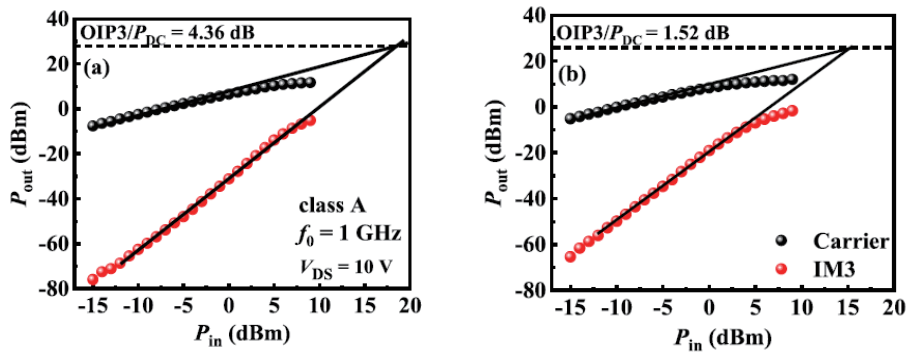 OIP3/PDC = 4.36 dB
(a)
class A
f0 = 1 GHz
VDS = 10 V
Pout (dBm)
40
20
0
-20
-40
-60
-80
-15 -10 -5 0 5 10 15 20
Pin (dBm)
OIP3/PDC = 1.52 dB
(b)
Carrier
IM3
Pout (dBm)
40
20
0
-20
-40
-60
-80
-15 -10 -5 0 5 10 15 20
Pin (dBm)